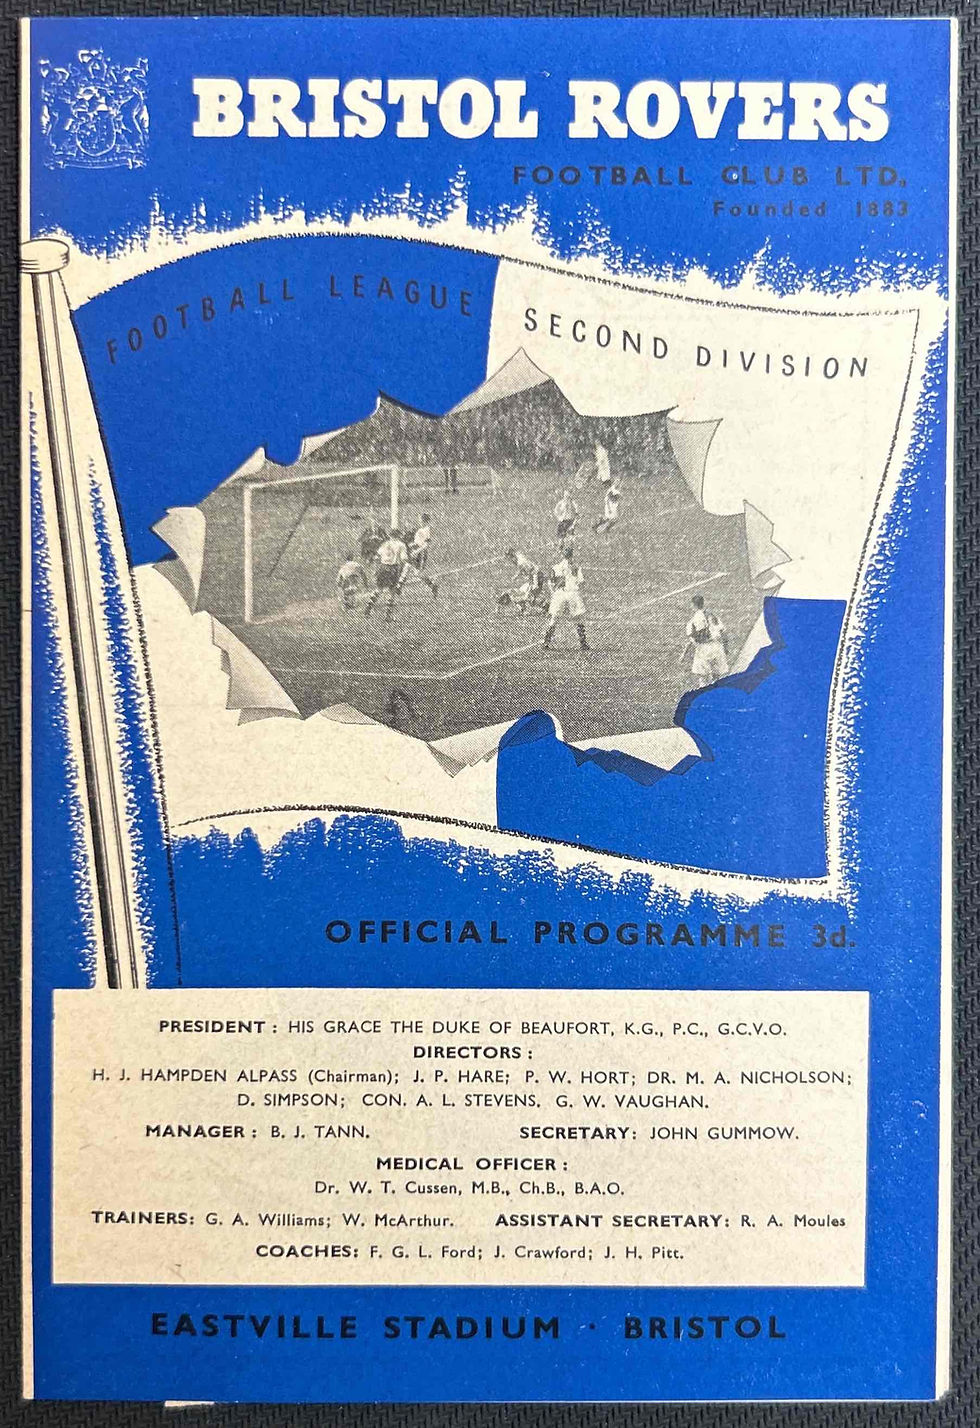 BRISTOL ROVERS
FOOTBALL CLUB LTD.
Founded 1883
FOOTBALL LEAGUE SECOND DIVISION
OFFICIAL PROGRAMME 3d.
PRESIDENT : HIS GRACE THE DUKE OF BEAUFORT, K.G., P.C., G.C.V.O.
DIRECTORS :
H. J. HAMPDEN ALPASS (Chairman); J. P. HARE; P. W. HORT; DR. M. A. NICHOLSON;
D. SIMPSON; CON. A. L. STEVENS. G. W. VAUGHAN.
MANAGER : B. J. TANN. SECRETARY: JOHN GUMMOW.
MEDICAL OFFICER :
Dr. W. T. Cussen, M.B., Ch.B., B.A.O.
TRAINERS: G. A. Williams; W. McArthur. ASSISTANT SECRETARY: R. A. Moules
COACHES: F. G. L. Ford; J. Crawford; J. H. Pitt.
EASTVILLE STADIUM · BRISTOL